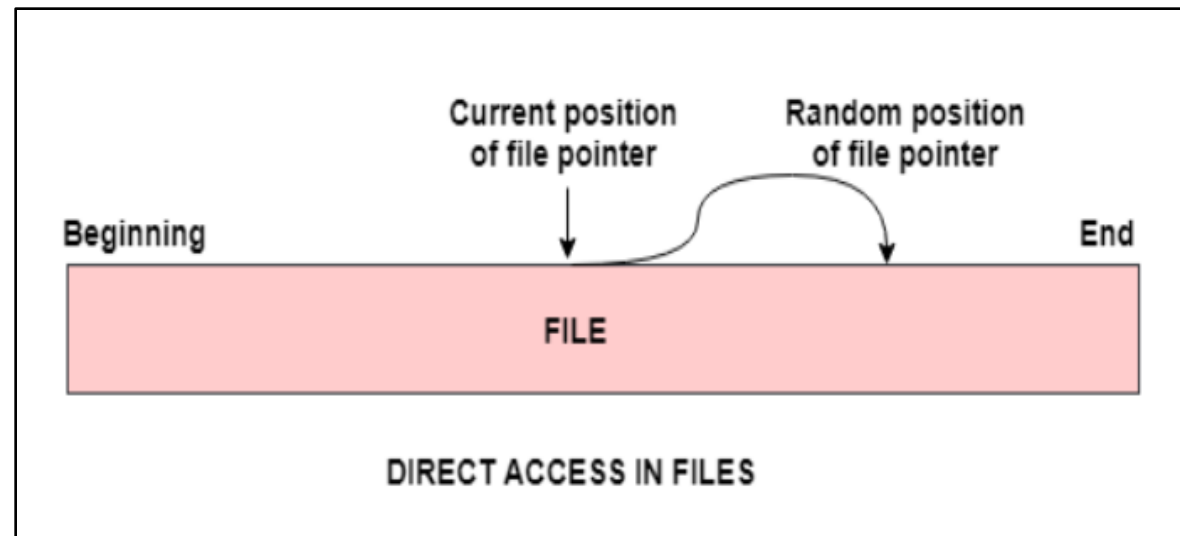 Current position
of file pointer
Random position
of file pointer
Beginning
End
FILE
DIRECT ACCESS IN FILES